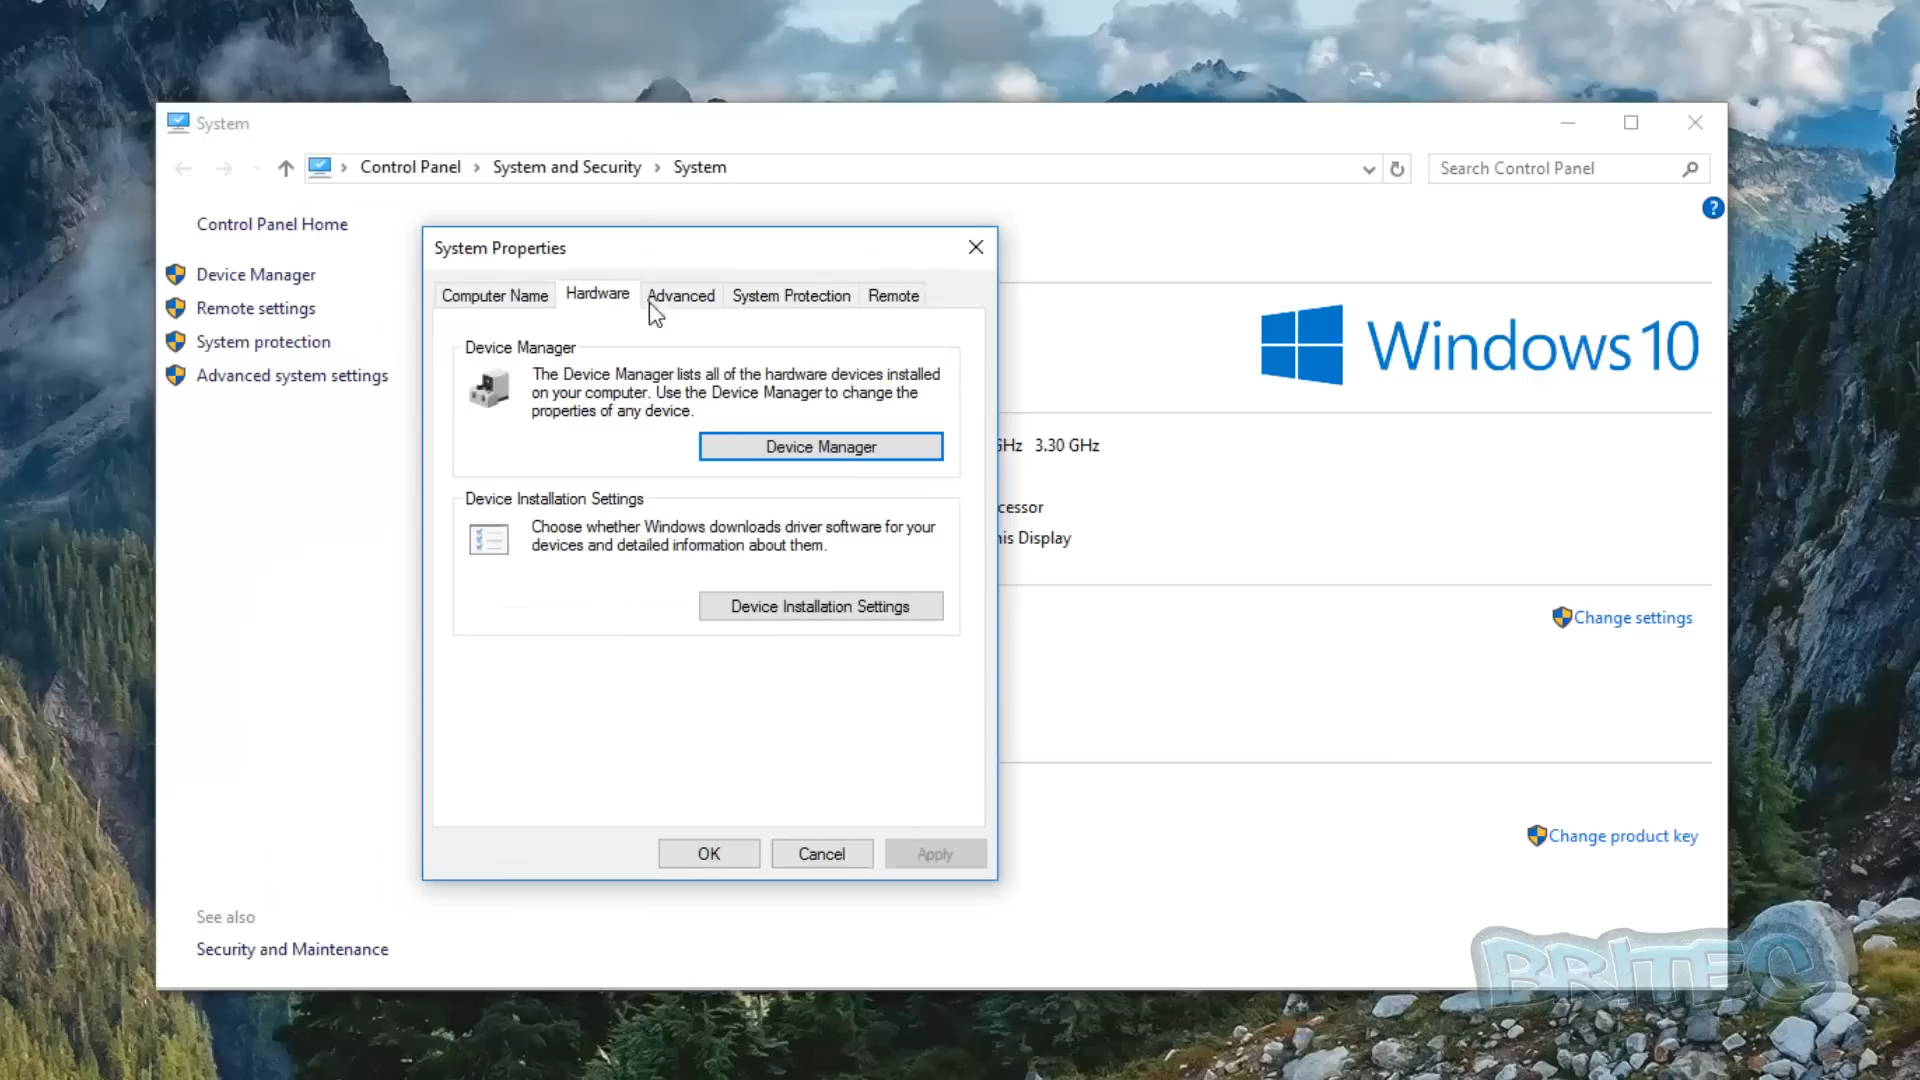 System
Control Panel
System and Security
System
Search Control Panel
?
Control Panel Home
Device Manager
Remote settings
System protection
Advanced system settings
System Properties
Computer Name
Hardware
Advanced
System Protection
Remote
Device Manager
The Device Manager lists all of the hardware devices installed
on your computer. Use the Device Manager to change the
properties of any device.
Device Manager
Device Installation Settings
Choose whether Windows downloads driver software for your
devices and detailed information about them.
Device Installation Settings
OK
Cancel
Apply
Windows 10
GHz 3.30 GHz
cessor
his Display
Change settings
Change product key
See also
Security and Maintenance
BRITEC